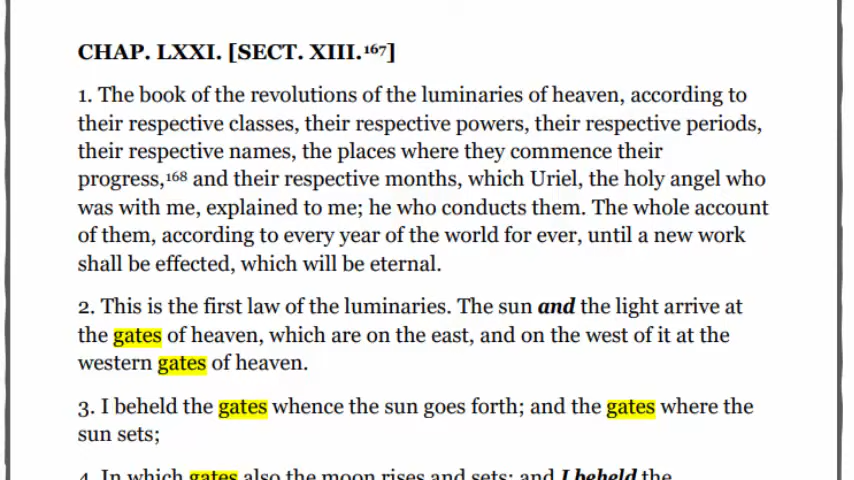 CHAP. LXXI. [SECT. XIII.¹⁶⁷]
1. The book of the revolutions of the luminaries of heaven, according to
their respective classes, their respective powers, their respective periods,
their respective names, the places where they commence their
progress,¹⁶⁸ and their respective months, which Uriel, the holy angel who
was with me, explained to me; he who conducts them. The whole account
of them, according to every year of the world for ever, until a new work
shall be effected, which will be eternal.
2. This is the first law of the luminaries. The sun and the light arrive at
the gates of heaven, which are on the east, and on the west of it at the
western gates of heaven.
3. I beheld the gates whence the sun goes forth; and the gates where the
sun sets;
4. In which gates also the moon rises and sets; and I beheld the